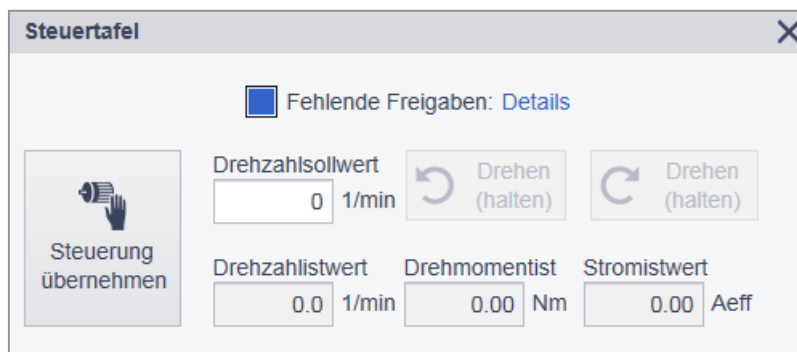 Steuertafel
Fehlende Freigaben: Details
Steuerung
übernehmen
Drehzahlsollwert
0 1/min
Drehen
(halten)
Drehen
(halten)
Drehzahlistwert
0.0 1/min
Drehmomentist
0.00 Nm
Stromistwert
0.00 Aeff